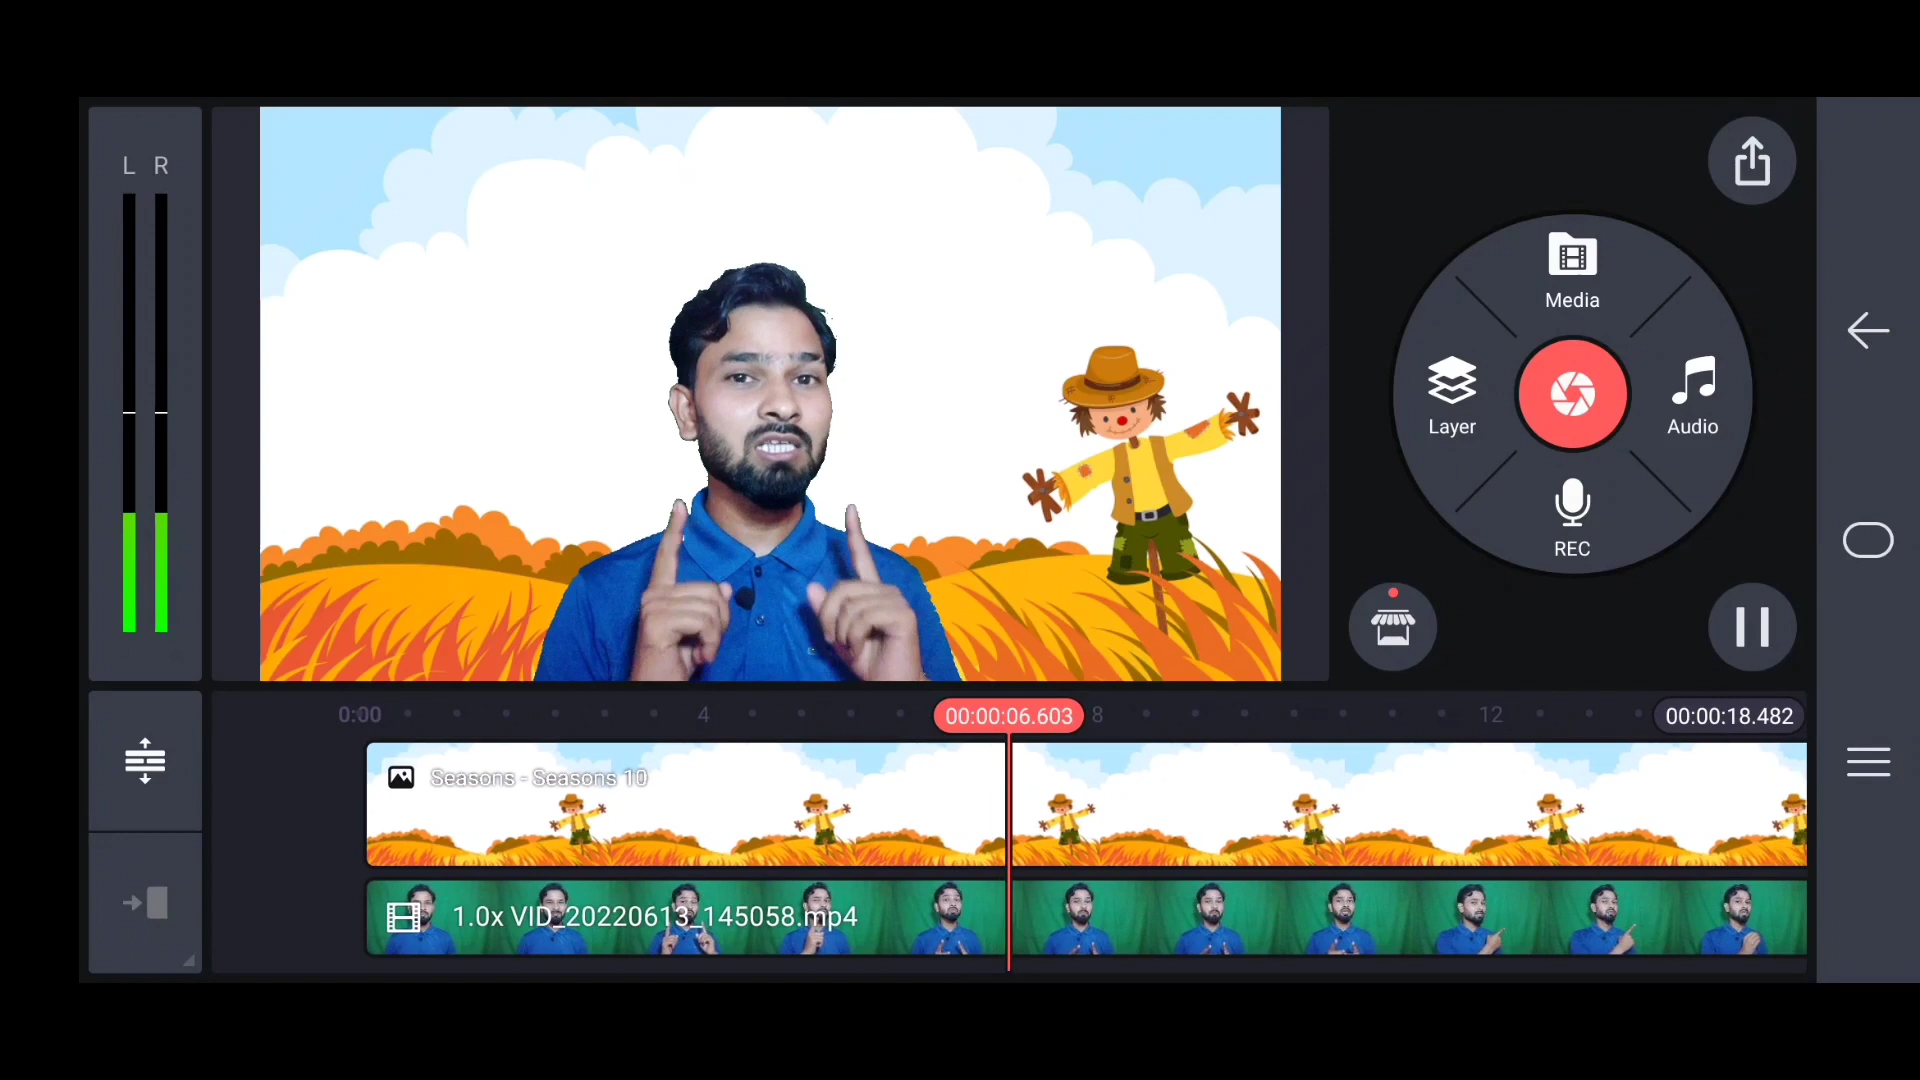 L R
Media
Layer
Audio
REC
0:00
4
00:00:06.603
8
12
00:00:18.482
Seasons - Seasons 10
1.0x VID_20220613_145058.mp4